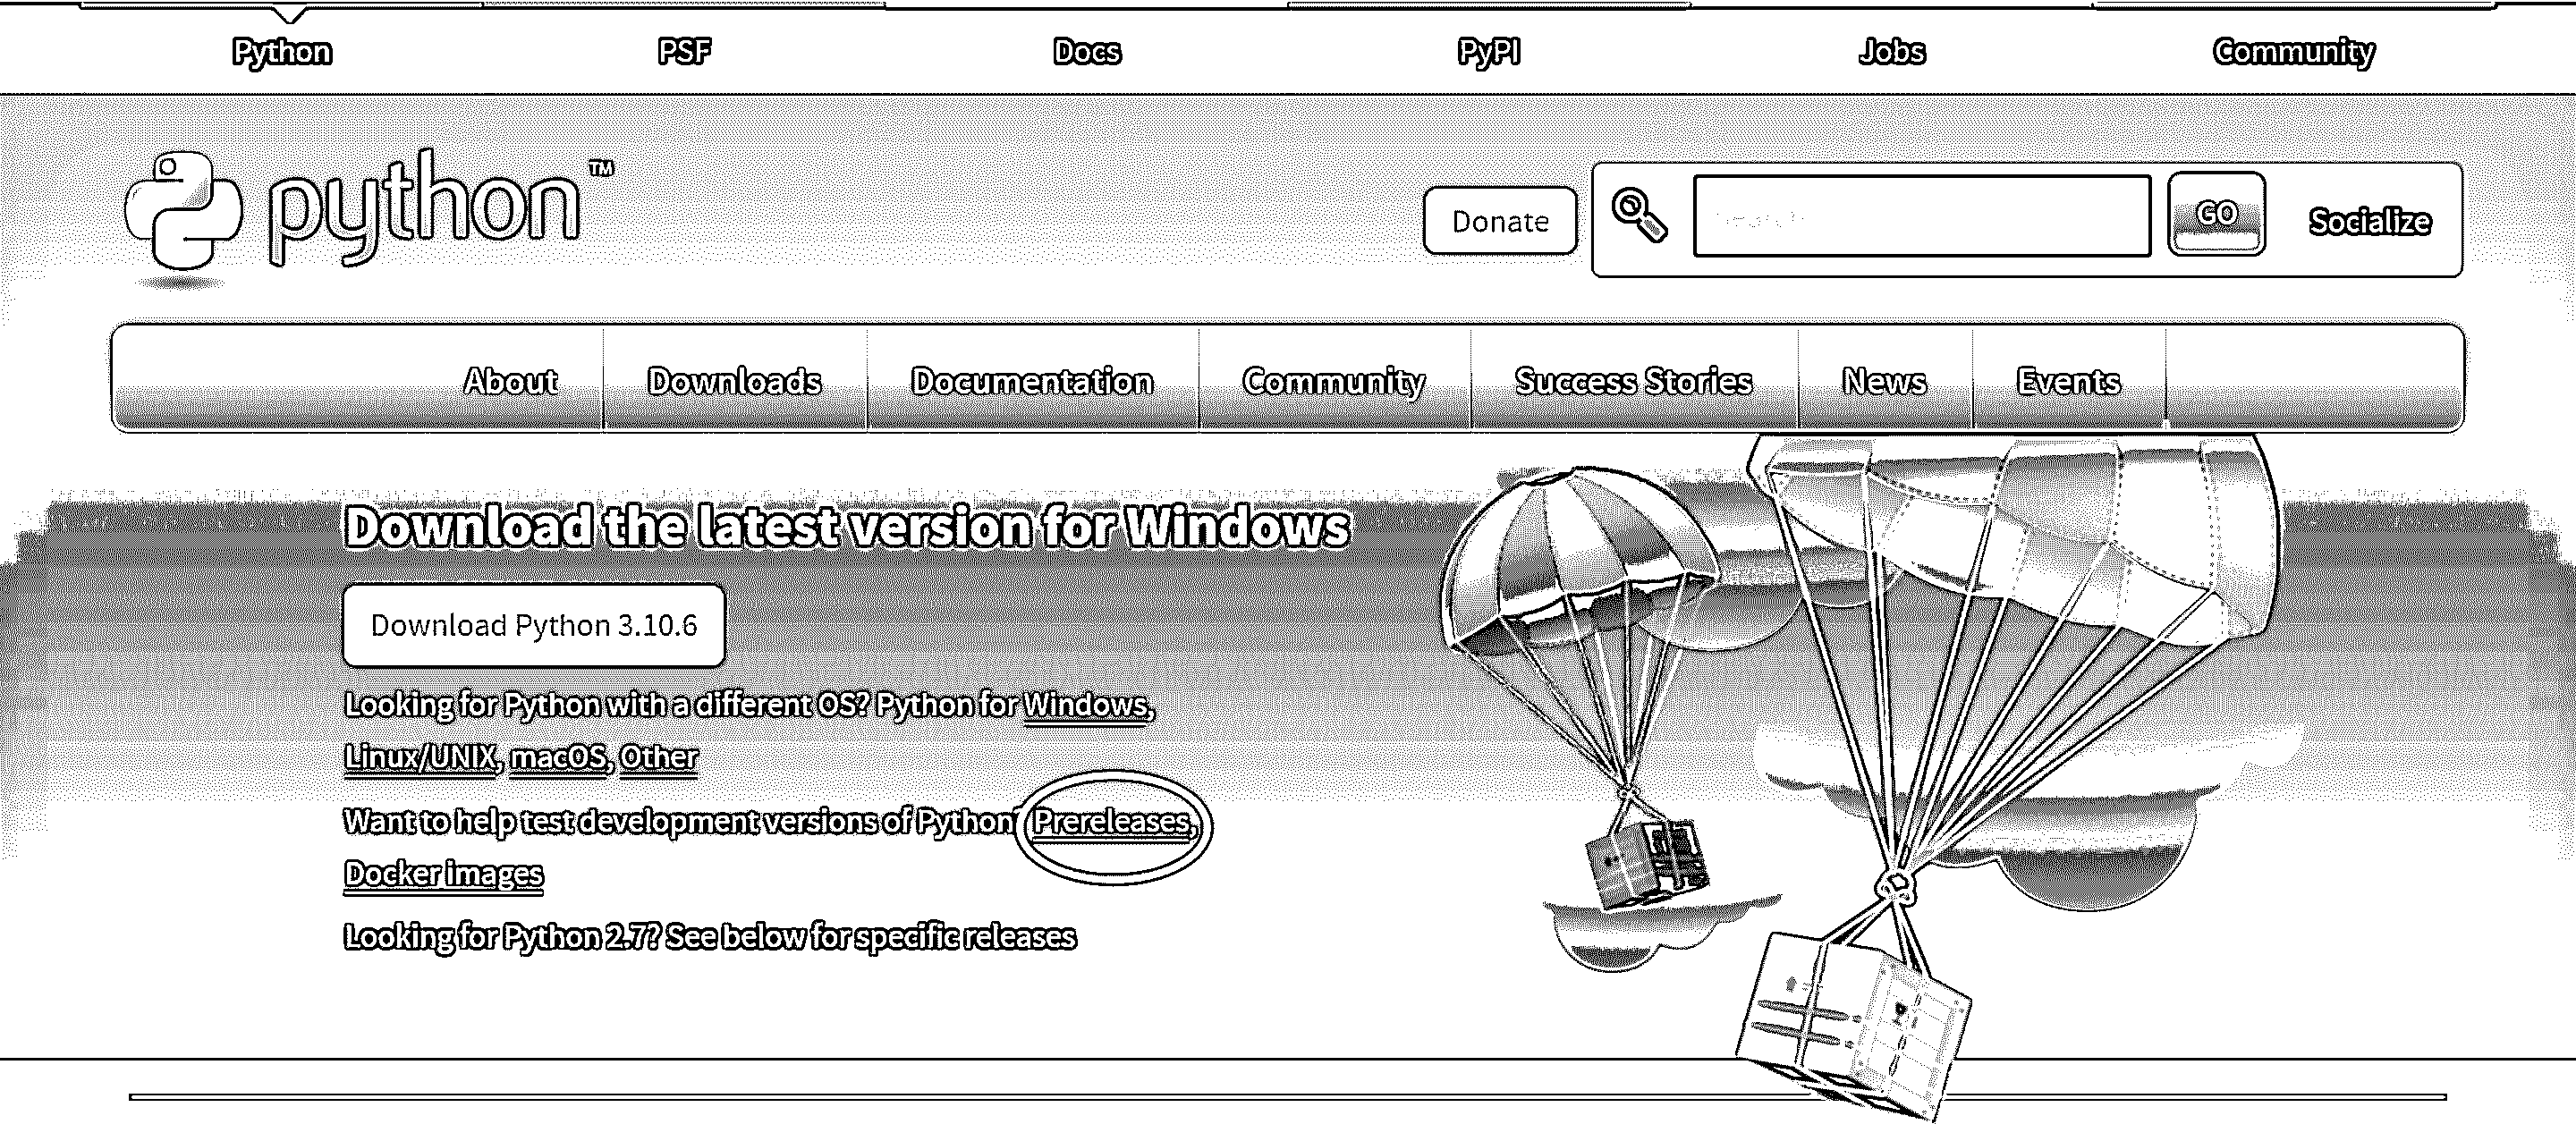 Python PSF Docs PyPI Jobs Community
python™
Donate Search GO Socialize
About Downloads Documentation Community Success Stories News Events
Download the latest version for Windows
Download Python 3.10.6
Looking for Python with a different OS? Python for Windows,
Linux/UNIX, macOS, Other
Want to help test development versions of Python? Prereleases,
Docker images
Looking for Python 2.7? See below for specific releases